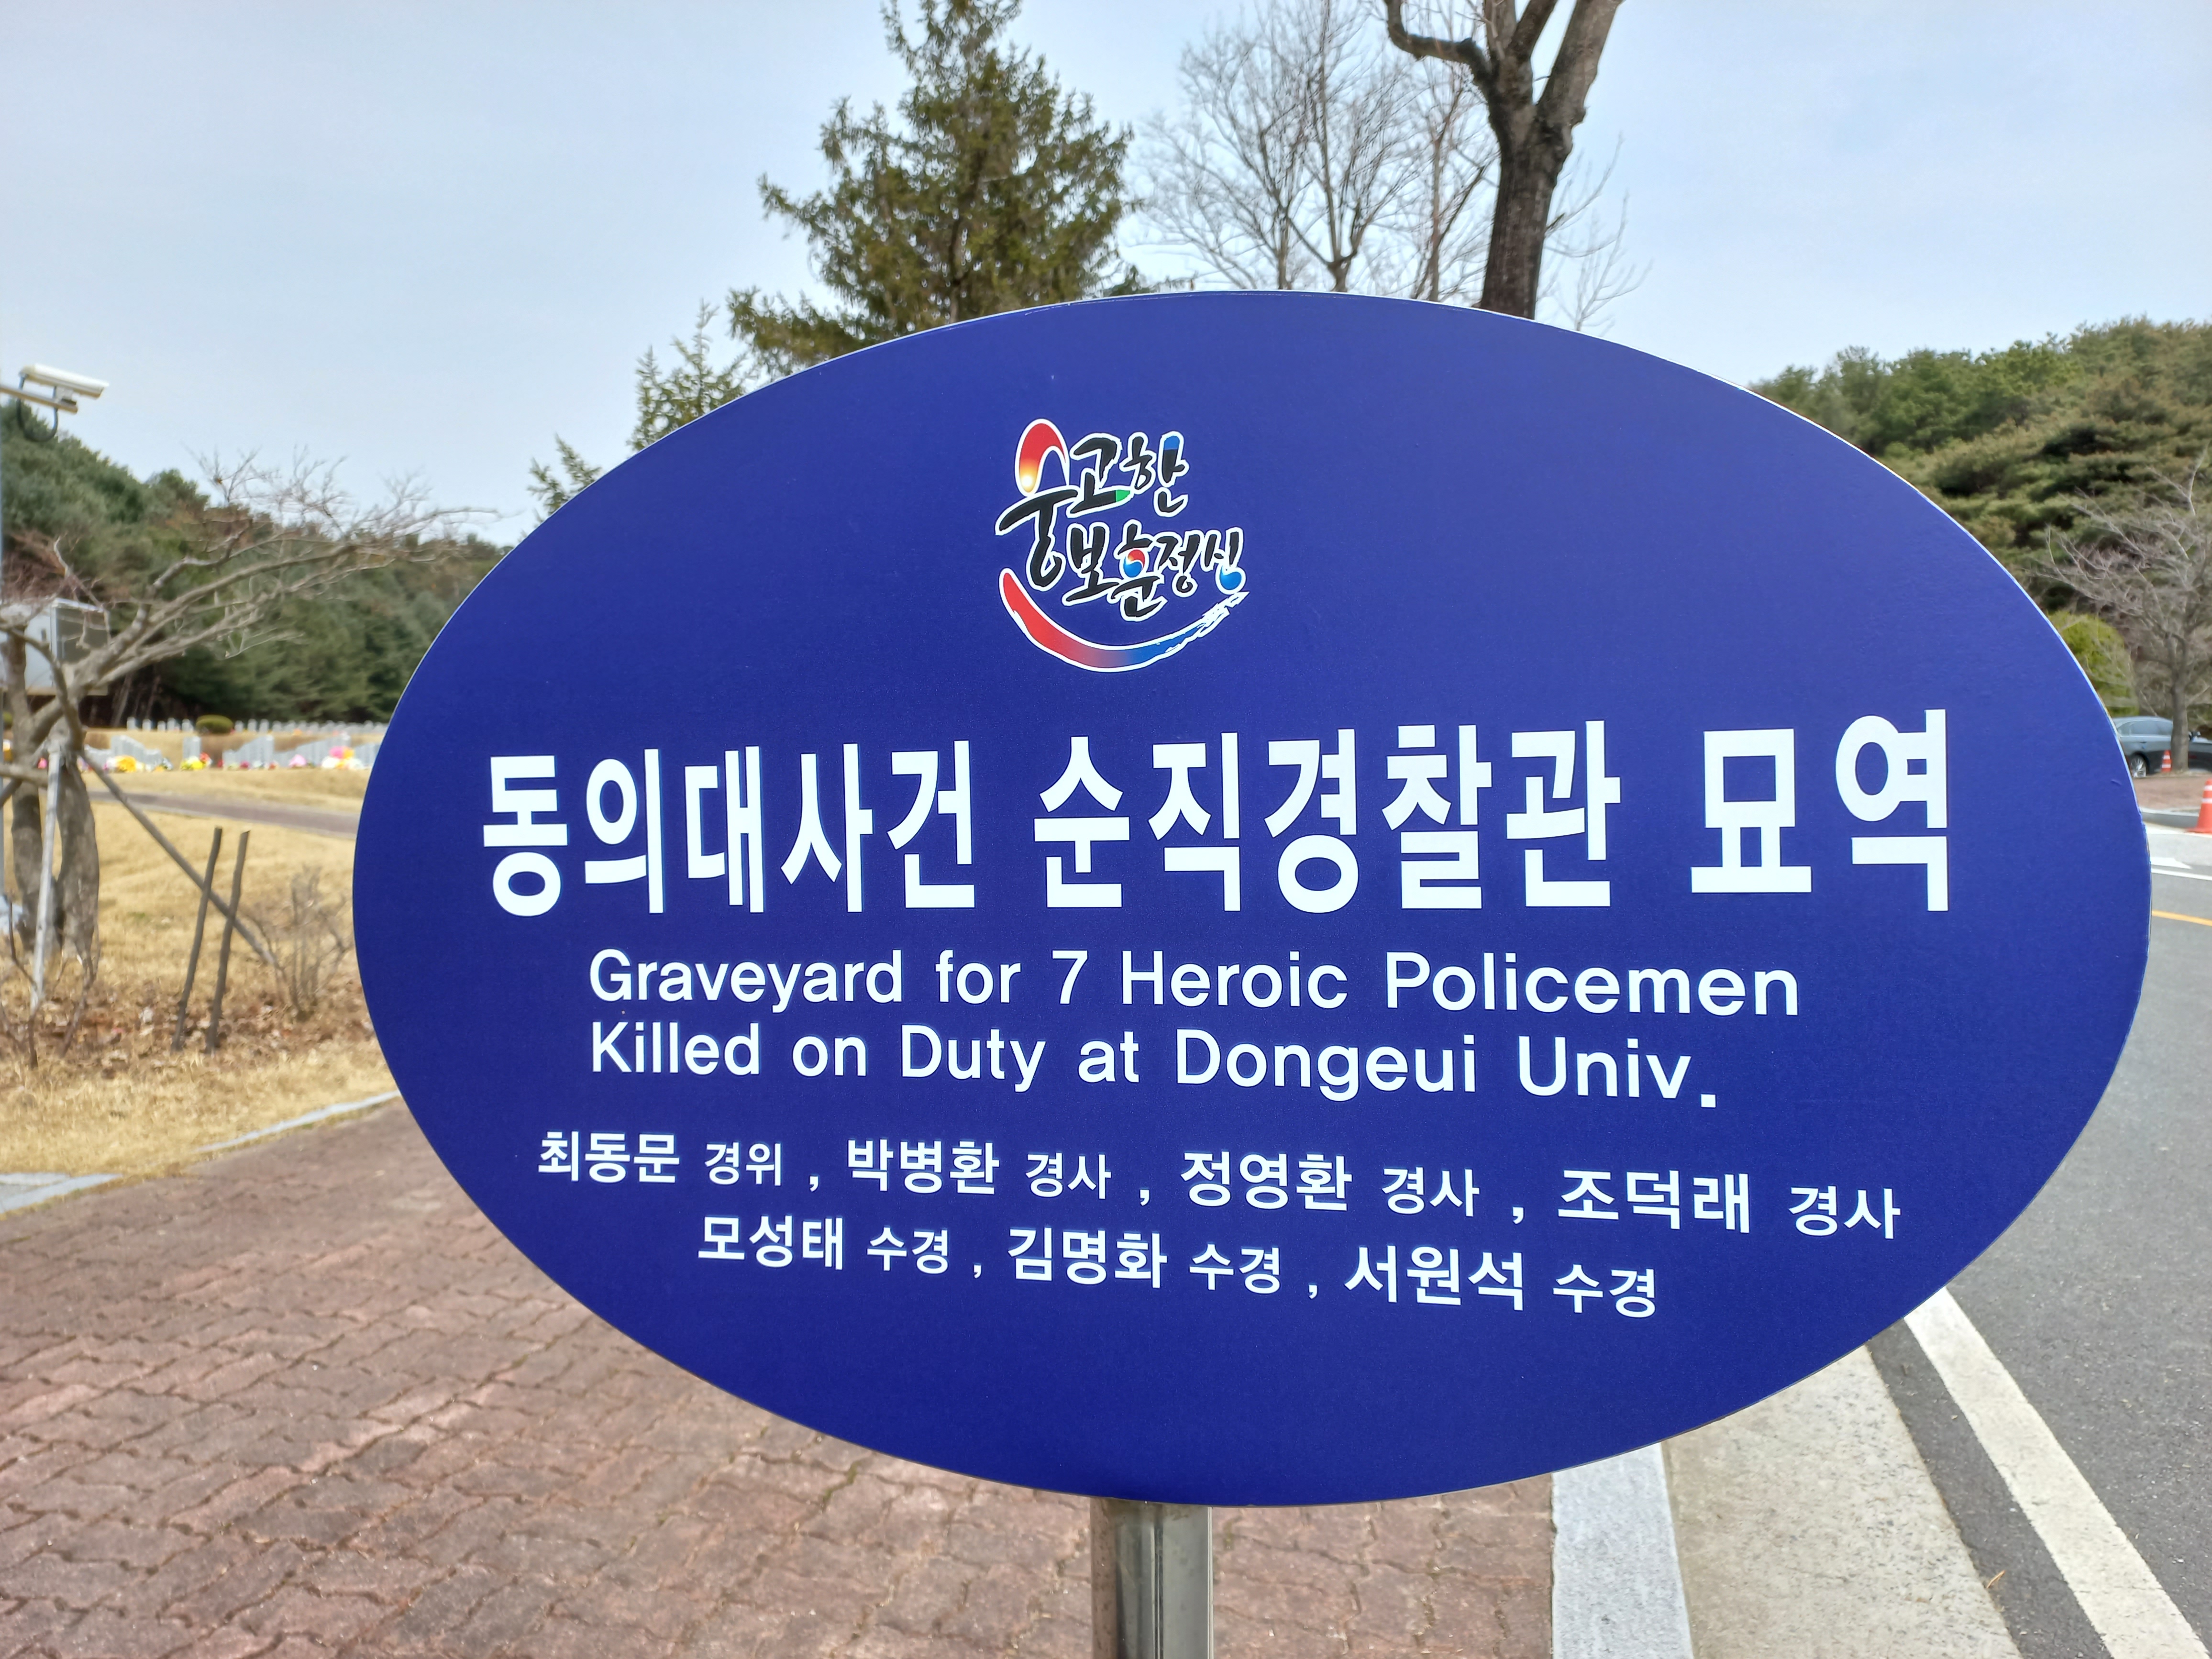 숭고한
보훈정신
동의대사건 순직경찰관 묘역
Graveyard for 7 Heroic Policemen
Killed on Duty at Dongeui Univ.
최동문 경위 , 박병환 경사 , 정영환 경사 , 조덕래 경사
모성태 수경 , 김명화 수경 , 서원석 수경